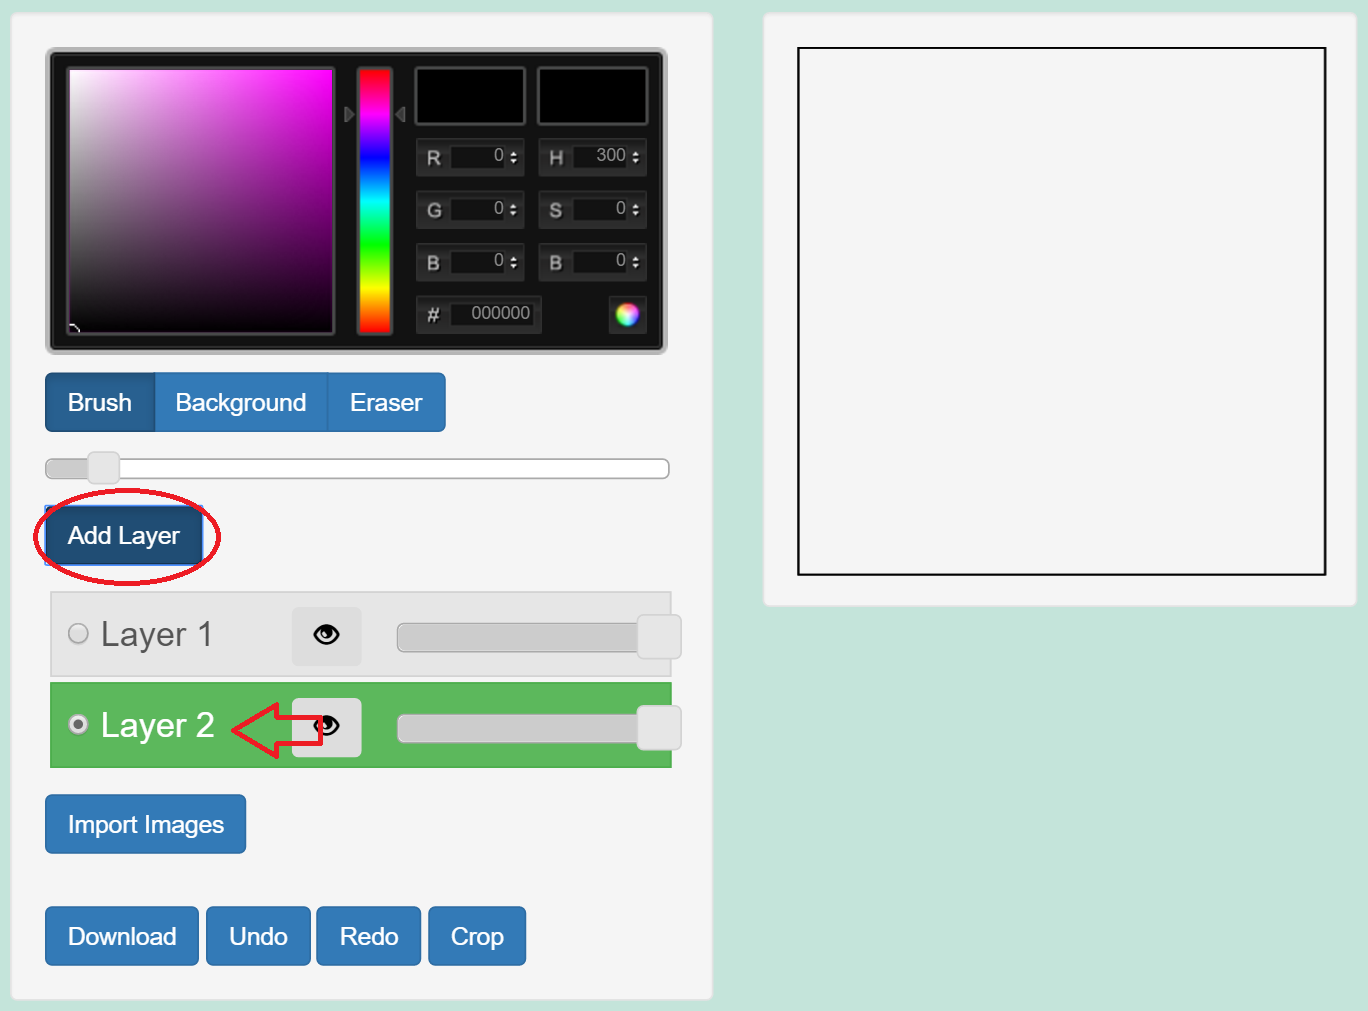 R 0 H 300
G 0 S 0
B 0 B 0
# 000000
Brush Background Eraser
Add Layer
Layer 1
Layer 2
Import Images
Download Undo Redo Crop